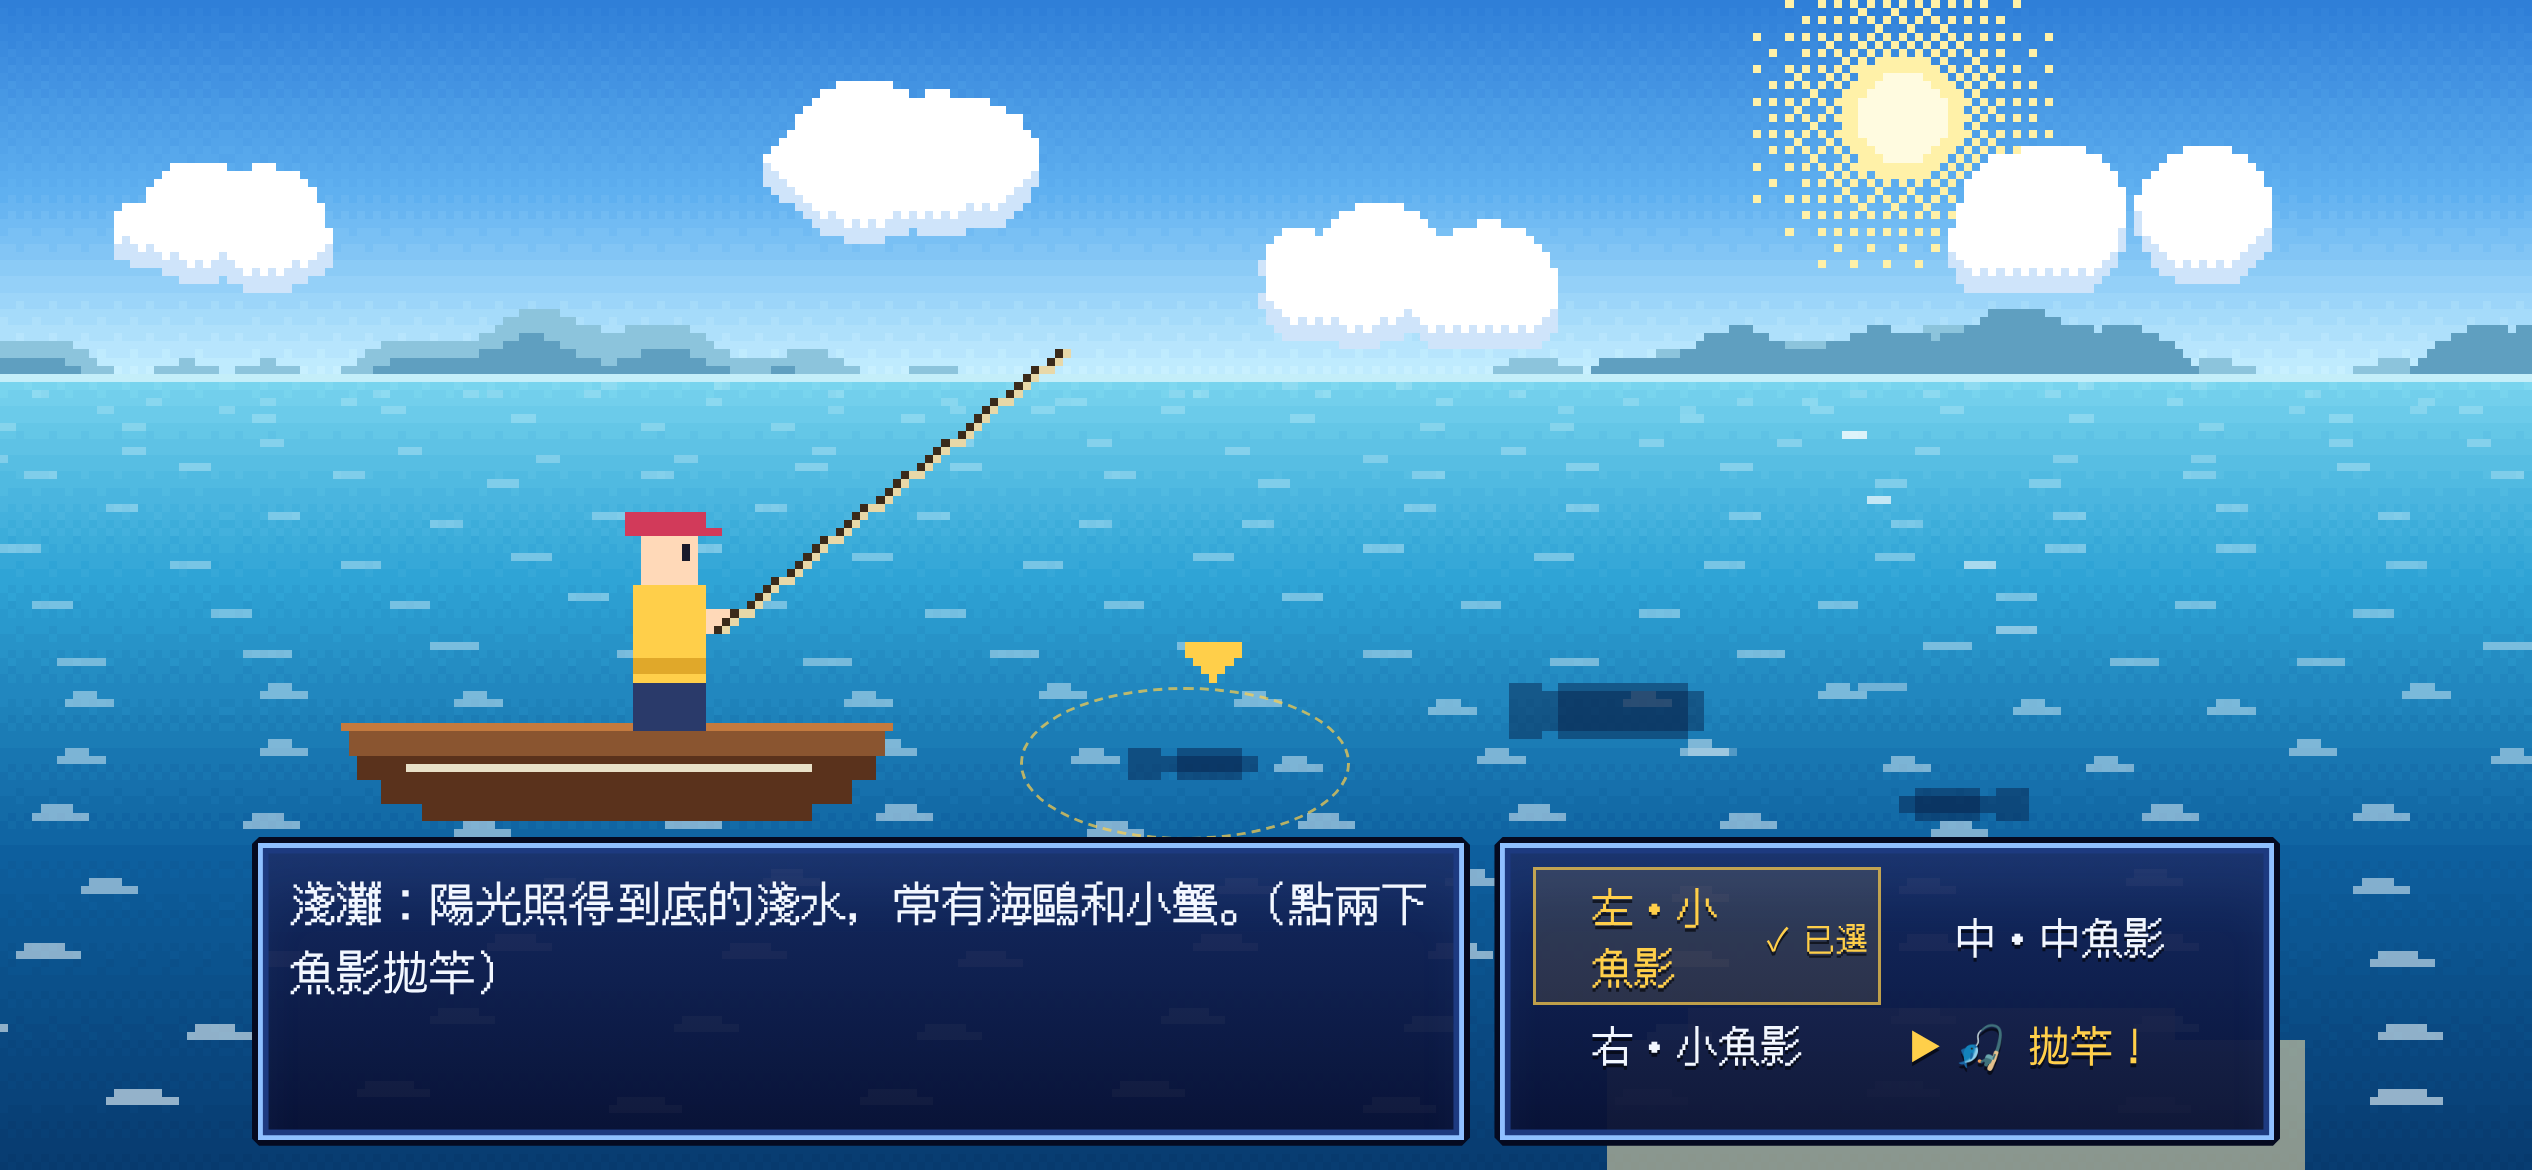 淺灘：陽光照得到底的淺水，常有海鷗和小蟹。（點兩下
魚影拋竿）
左・小
魚影
✓ 已選
中・中魚影
右・小魚影
▶ 🎣 拋竿！